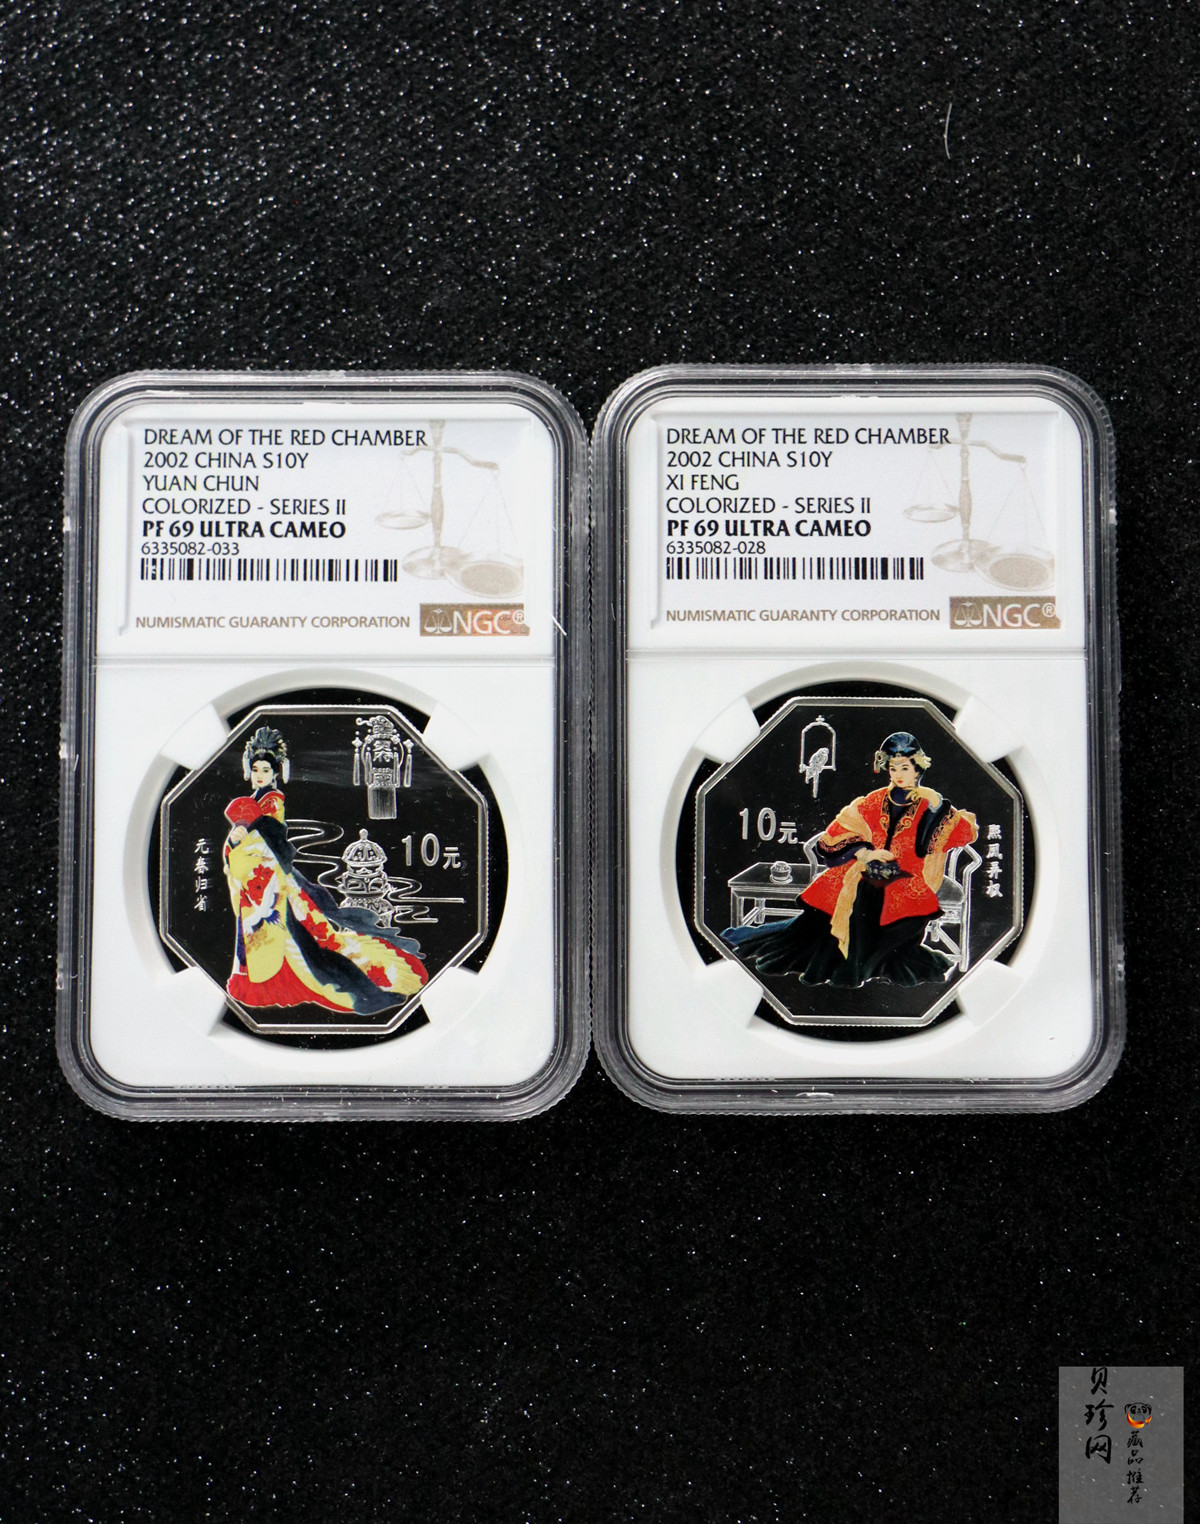 DREAM OF THE RED CHAMBER
2002 CHINA S10Y
YUAN CHUN
COLORIZED - SERIES II
PF 69 ULTRA CAMEO
6335082-033
NUMISMATIC GUARANTY CORPORATION
NGC®
10元
元春归省
DREAM OF THE RED CHAMBER
2002 CHINA S10Y
XI FENG
COLORIZED - SERIES II
PF 69 ULTRA CAMEO
6335082-028
NUMISMATIC GUARANTY CORPORATION
NGC®
10元
熙凤弄权
贝珍网
藏品推荐